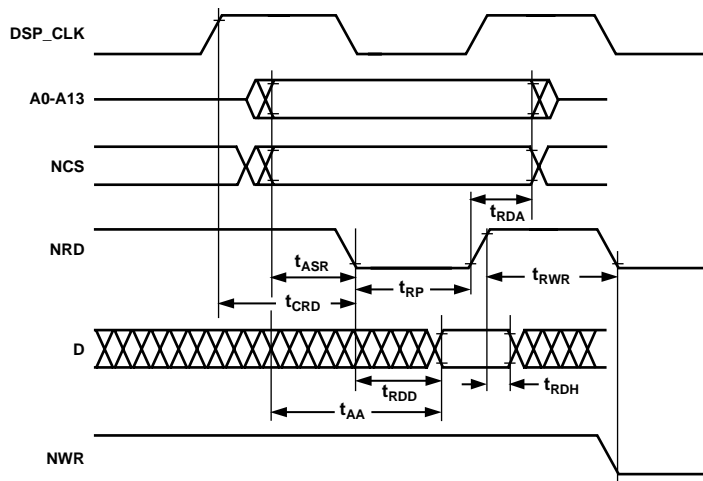 DSP_CLK
A0-A13
NCS
tRDA
NRD
tASR
tCRD
tRP
tRWR
D
tRDD
tRDH
tAA
NWR